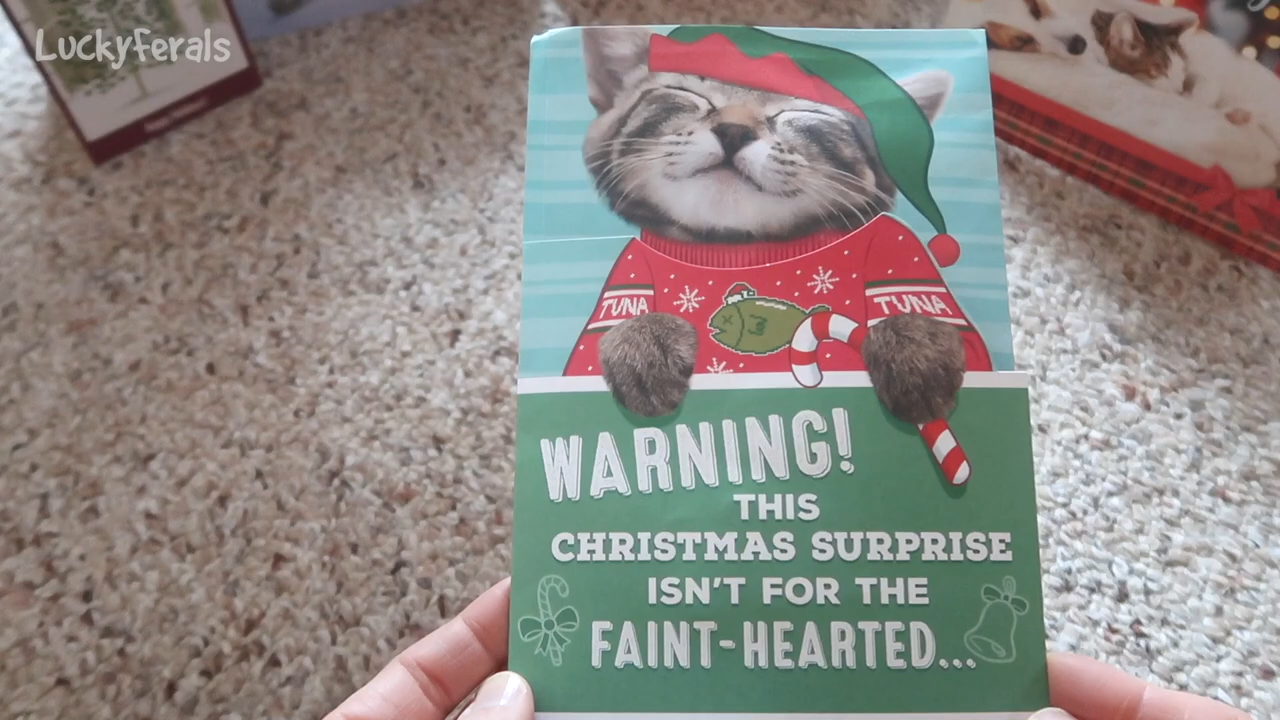 LuckyFerals
TUNA
TUNA
WARNING!
THIS
CHRISTMAS SURPRISE
ISN'T FOR THE
FAINT-HEARTED...